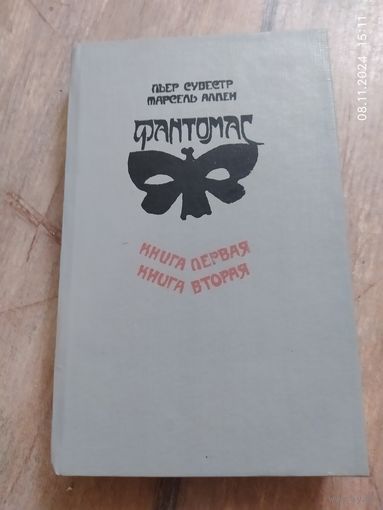 ПЬЕР СУВЕСТР
МАРСЕЛЬ АЛЛЕН
ФАНТОМАС
КНИГА ПЕРВАЯ
КНИГА ВТОРАЯ
08.11.2024 15:11